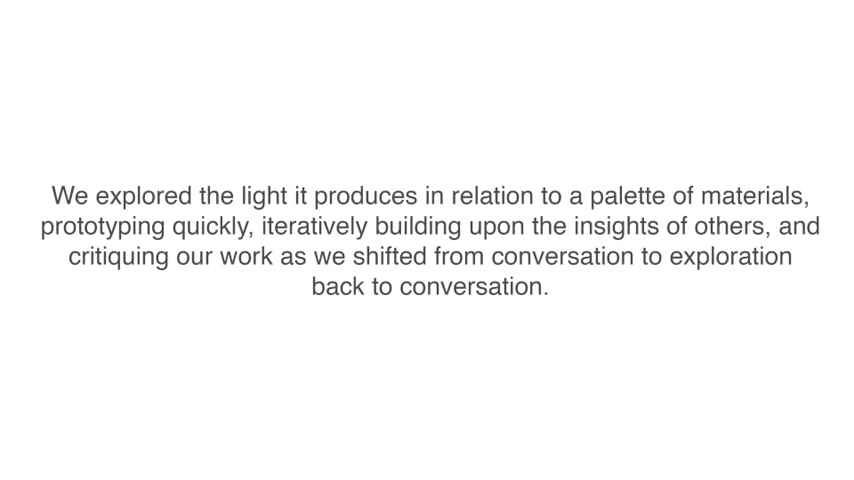 We explored the light it produces in relation to a palette of materials,
prototyping quickly, iteratively building upon the insights of others, and
critiquing our work as we shifted from conversation to exploration
back to conversation.